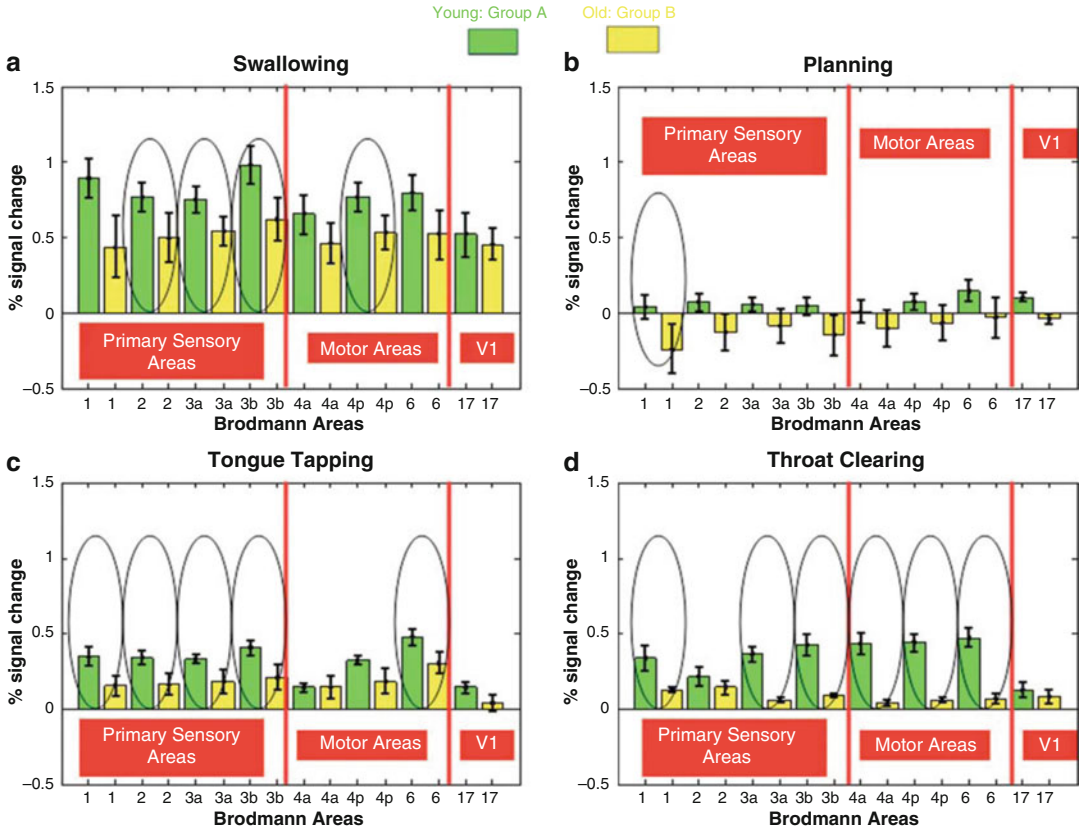 Young: Group A Old: Group B
a
Swallowing
1.5
1
0.5
0
–0.5
% signal change
Primary Sensory
Areas
Motor Areas
V1
1 1 2 2 3a 3a 3b 3b 4a 4a 4p 4p 6 6 17 17
Brodmann Areas
b
Planning
1.5
1
0.5
0
–0.5
% signal change
Primary Sensory
Areas
Motor Areas
V1
1 1 2 2 3a 3a 3b 3b 4a 4a 4p 4p 6 6 17 17
Brodmann Areas
c
Tongue Tapping
1.5
1
0.5
0
–0.5
% signal change
Primary Sensory
Areas
Motor Areas
V1
1 1 2 2 3a 3a 3b 3b 4a 4a 4p 4p 6 6 17 17
Brodmann Areas
d
Throat Clearing
1.5
1
0.5
0
–0.5
% signal change
Primary Sensory
Areas
Motor Areas
V1
1 1 2 2 3a 3a 3b 3b 4a 4a 4p 4p 6 6 17 17
Brodmann Areas